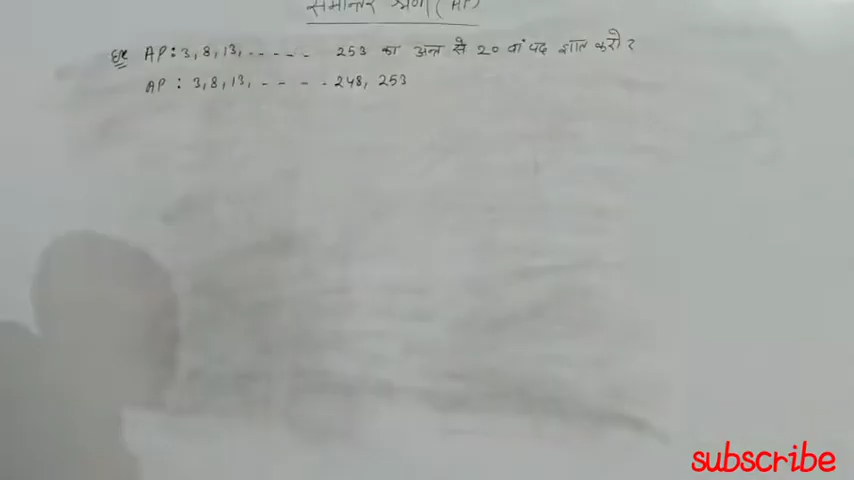 समान्तर श्रेणी (AP)
प्रश्न AP : 3, 8, 13, ...... 253 का अन्त से 20 वां पद ज्ञात करो ?
AP : 3, 8, 13, - - - - - 248, 253
subscribe